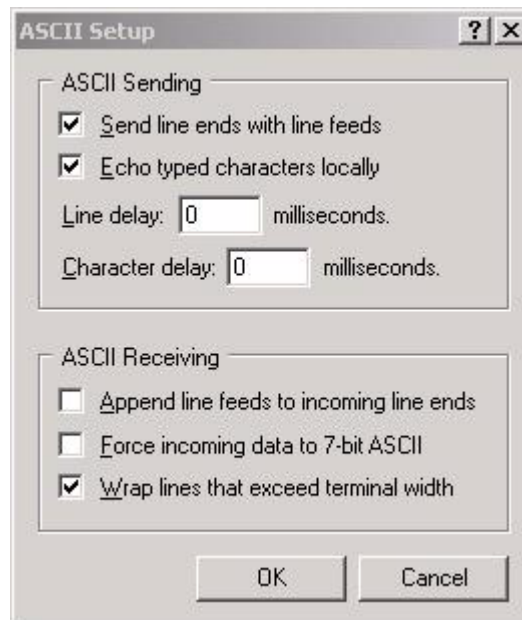 ASCII Setup
ASCII Sending
Send line ends with line feeds
Echo typed characters locally
Line delay: 0 milliseconds.
Character delay: 0 milliseconds.
ASCII Receiving
Append line feeds to incoming line ends
Force incoming data to 7-bit ASCII
Wrap lines that exceed terminal width
OK Cancel